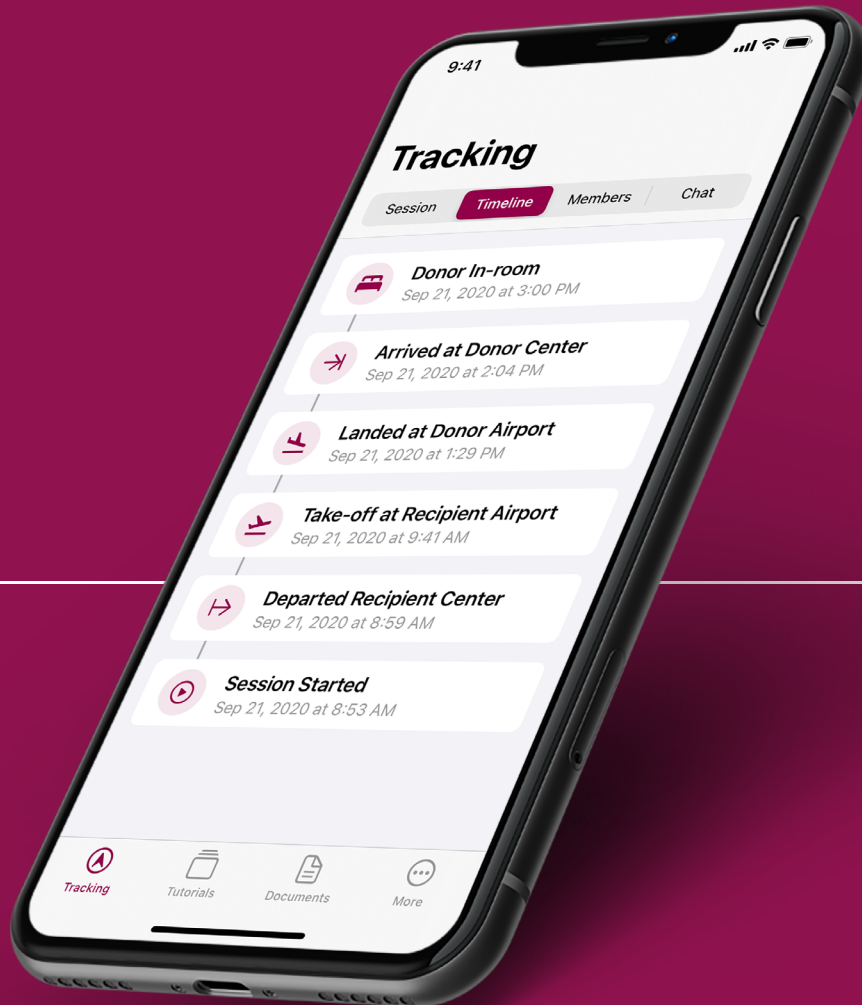 9:41
Tracking
Session Timeline Members Chat
Donor In-room
Sep 21, 2020 at 3:00 PM
Arrived at Donor Center
Sep 21, 2020 at 2:04 PM
Landed at Donor Airport
Sep 21, 2020 at 1:29 PM
Take-off at Recipient Airport
Sep 21, 2020 at 9:41 AM
Departed Recipient Center
Sep 21, 2020 at 8:59 AM
Session Started
Sep 21, 2020 at 8:53 AM
Tracking Tutorials Documents More